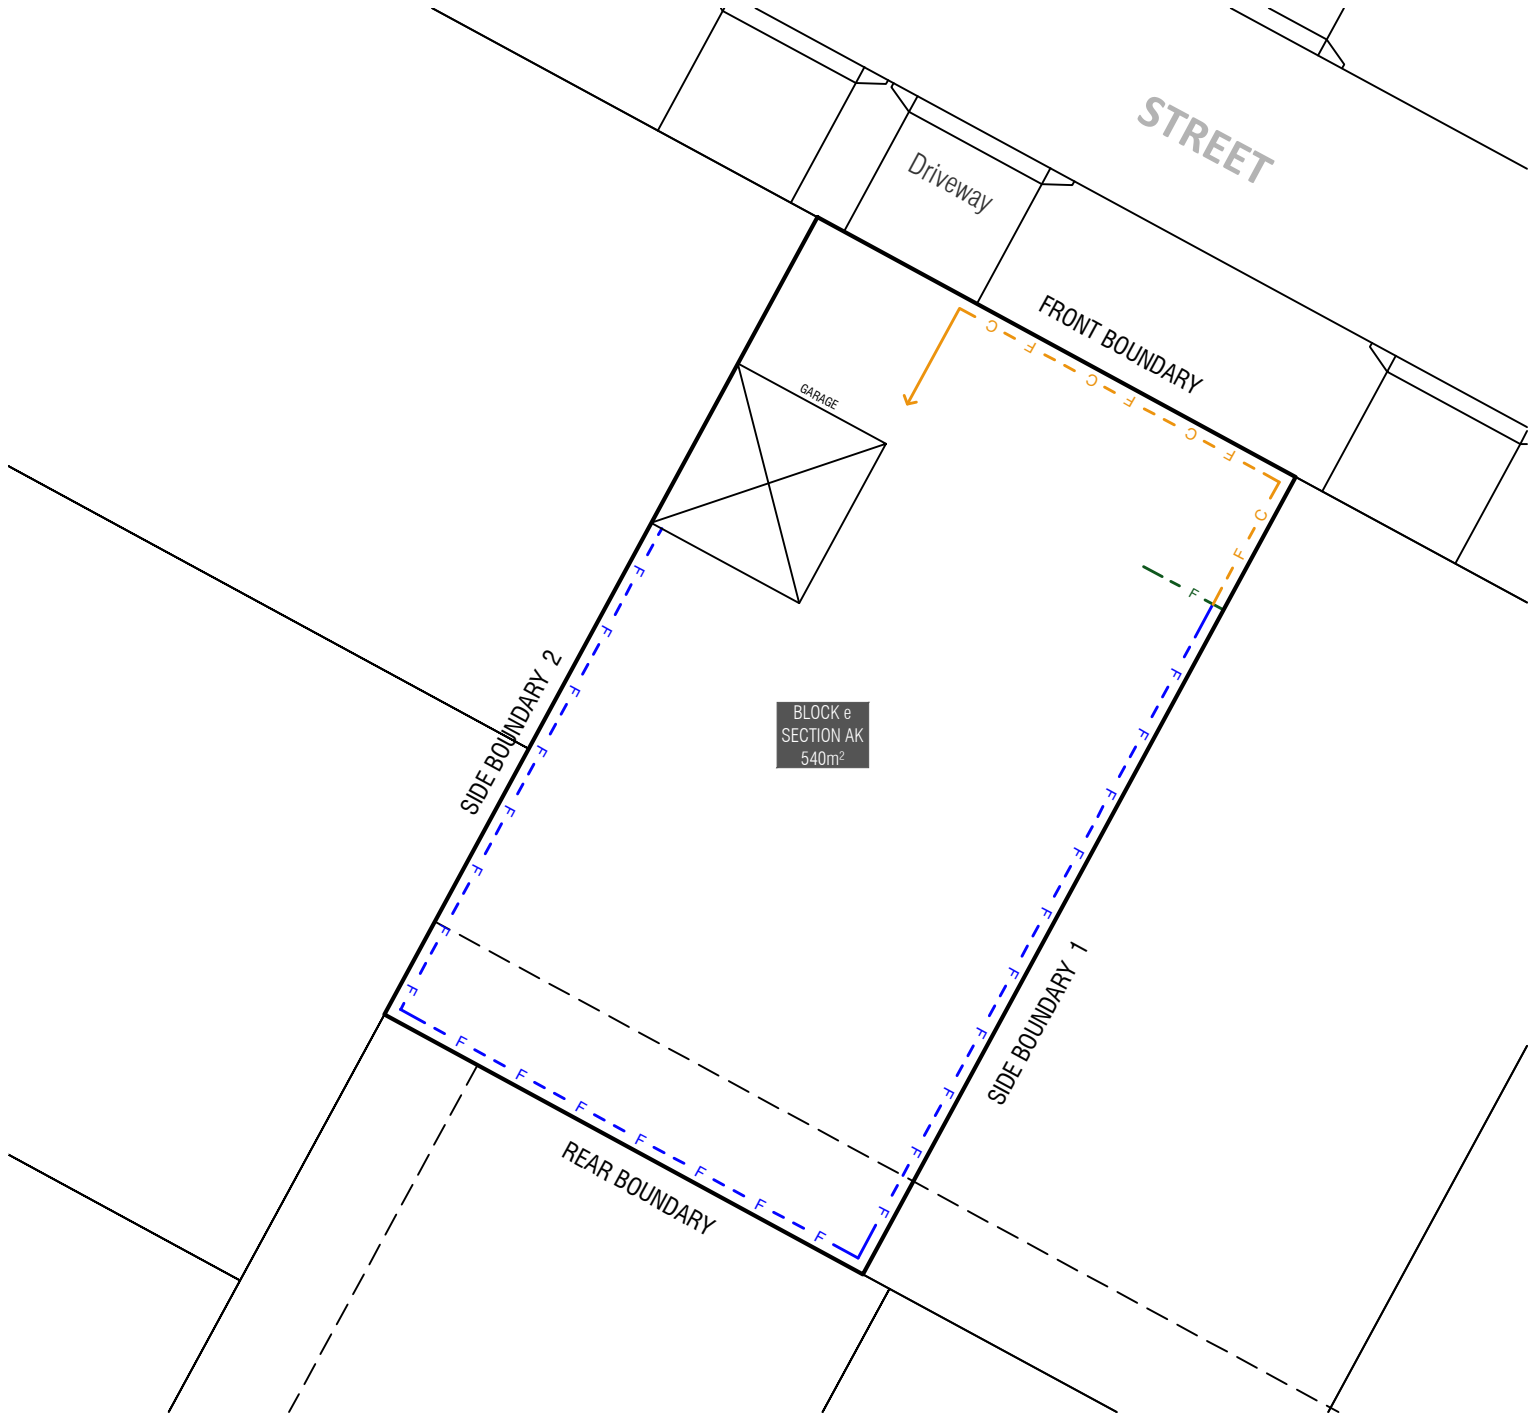 STREET
Driveway
FRONT BOUNDARY
C F C F C F
C F
GARAGE
F
F F F F F F F F
SIDE BOUNDARY 2
BLOCK e
SECTION AK
540m²
F F F F F F F F F F
SIDE BOUNDARY 1
F F F F F F F
REAR BOUNDARY